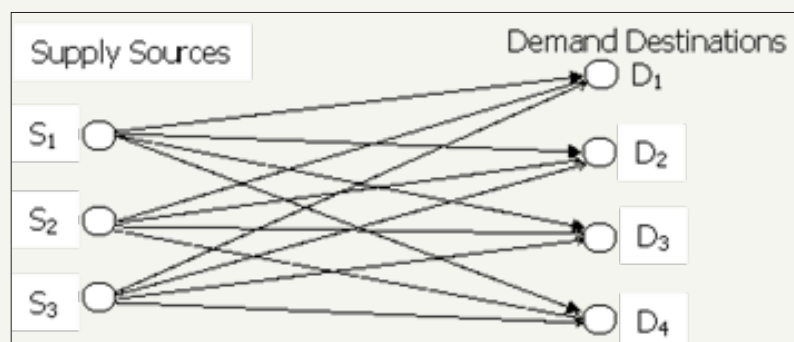 Supply Sources
Demand Destinations
S₁
S₂
S₃
D₁
D₂
D₃
D₄